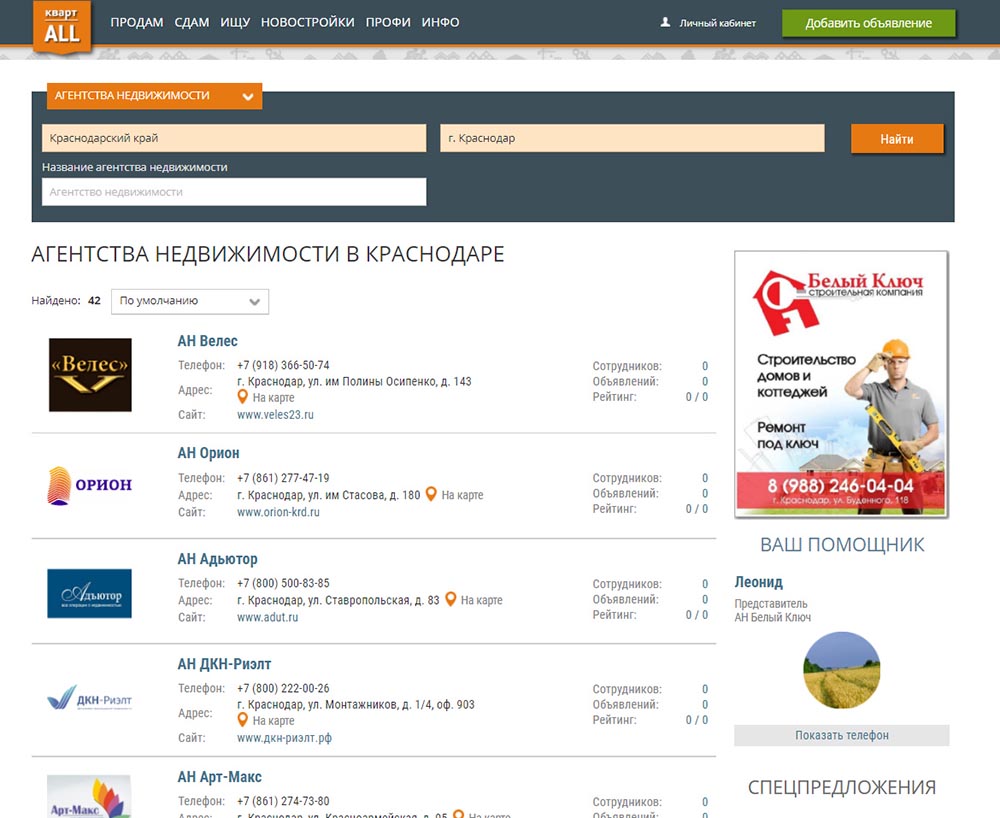 кварт
ALL
ПРОДАМ СДАМ ИЩУ НОВОСТРОЙКИ ПРОФИ ИНФО
Личный кабинет
Добавить объявление
АГЕНТСТВА НЕДВИЖИМОСТИ
Краснодарский край
г. Краснодар
Найти
Название агентства недвижимости
Агентство недвижимости
АГЕНТСТВА НЕДВИЖИМОСТИ В КРАСНОДАРЕ
Найдено: 42 По умолчанию
«Велес»
АН Велес
Телефон: +7 (918) 366-50-74
Адрес: г. Краснодар, ул. им Полины Осипенко, д. 143
На карте
Сайт: www.veles23.ru
Сотрудников: 0
Объявлений: 0
Рейтинг: 0 / 0
ОРИОН
АН Орион
Телефон: +7 (861) 277-47-19
Адрес: г. Краснодар, ул. им Стасова, д. 180 На карте
Сайт: www.orion-krd.ru
Сотрудников: 0
Объявлений: 0
Рейтинг: 0 / 0
Адьютор
АН Адьютор
Телефон: +7 (800) 500-83-85
Адрес: г. Краснодар, ул. Ставропольская, д. 83 На карте
Сайт: www.adut.ru
Сотрудников: 0
Объявлений: 0
Рейтинг: 0 / 0
ДКН-Риэлт
АН ДКН-Риэлт
Телефон: +7 (800) 222-00-26
Адрес: г. Краснодар, ул. Монтажников, д. 1/4, оф. 903
На карте
Сайт: www.дкн-риэлт.рф
Сотрудников: 0
Объявлений: 0
Рейтинг: 0 / 0
Арт-Макс
АН Арт-Макс
Телефон: +7 (861) 274-73-80
Адрес: г. Краснодар, ул. Красноармейская, д. 95 На карте
Сотрудников: 0
Объявлений: 0
Белый Ключ
строительная компания
Строительство
домов и
коттеджей
Ремонт
под ключ
8 (988) 246-04-04
г. Краснодар, ул. Буденного, 118
ВАШ ПОМОЩНИК
Леонид
Представитель
АН Белый Ключ
Показать телефон
СПЕЦПРЕДЛОЖЕНИЯ